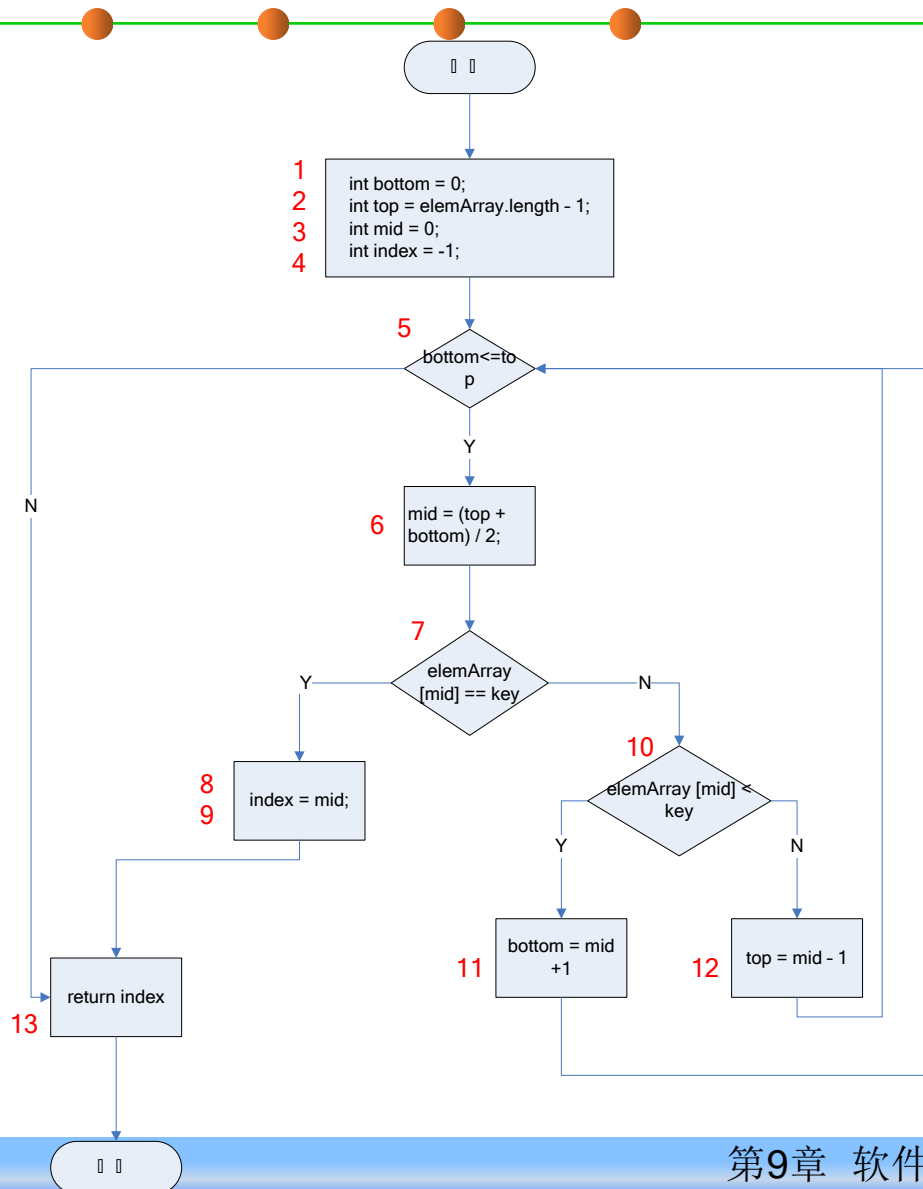 1
2
3
4
int bottom = 0;
int top = elemArray.length - 1;
int mid = 0;
int index = -1;
5
bottom<=to
p
Y
N
6
mid = (top +
bottom) / 2;
7
elemArray
[mid] == key
Y
N
10
8
9
index = mid;
elemArray [mid] <
key
Y
N
11
bottom = mid
+1
12
top = mid - 1
return index
13
第9章 软件